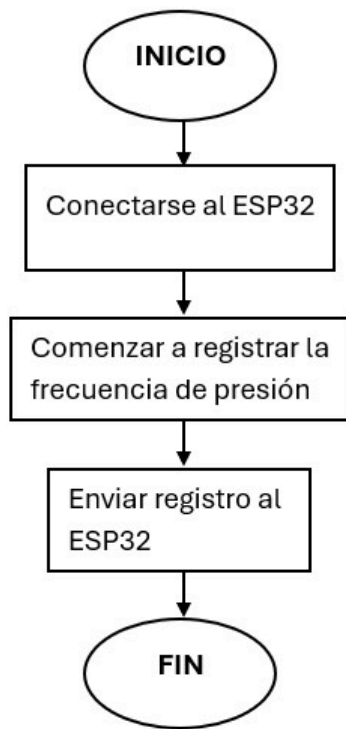 INICIO
Conectarse al ESP32
Comenzar a registrar la
frecuencia de presión
Enviar registro al
ESP32
FIN